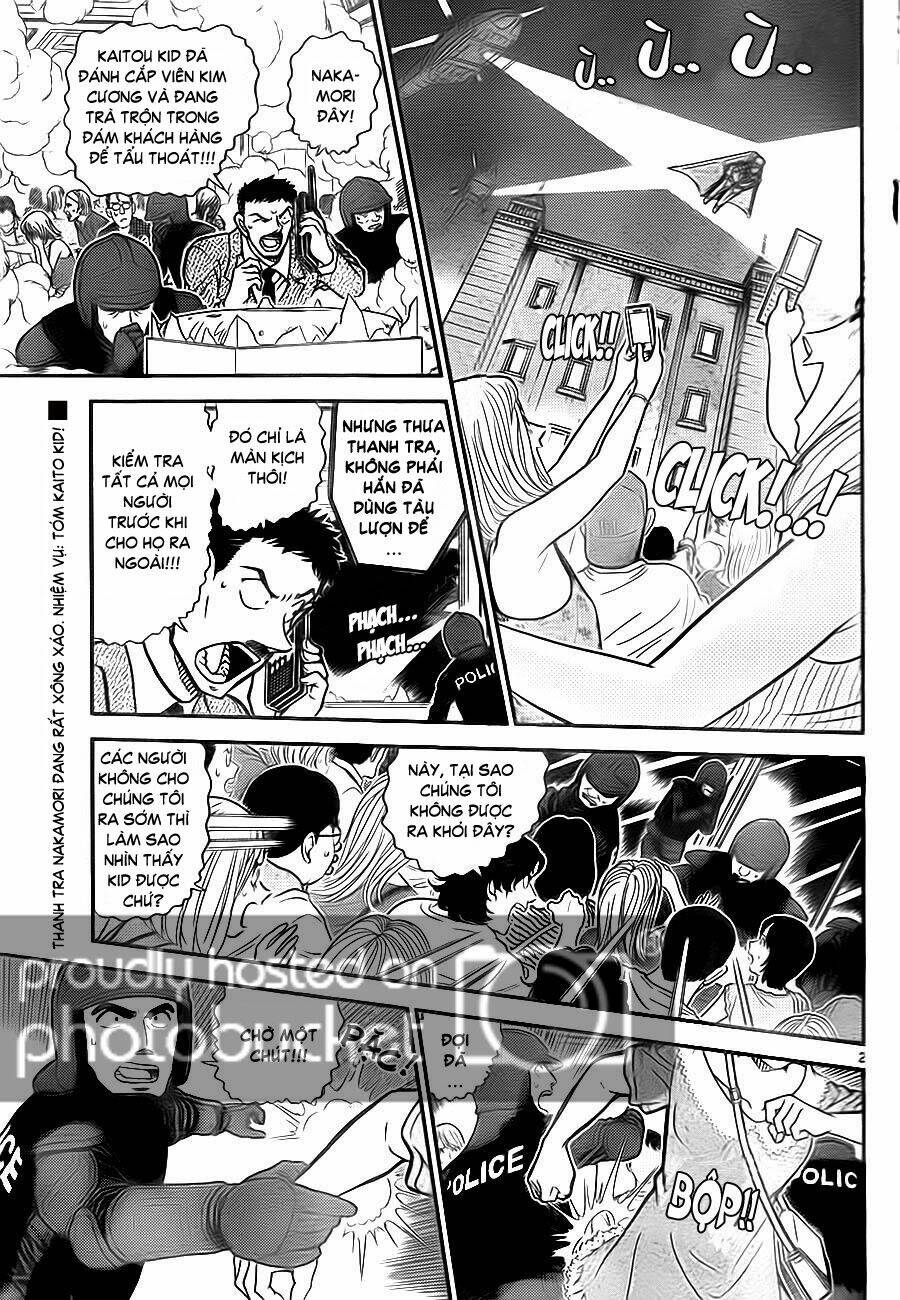 Ù.. Ù.. Ù..
CLICK!!
CLICK!...!
NAKA-
MORI
ĐÂY!
KAITOU KID ĐÃ
ĐÁNH CẮP VIÊN KIM
CƯƠNG VÀ ĐANG
TRÀ TRỘN TRONG
ĐÁM KHÁCH HÀNG
ĐỂ TẨU THOÁT!!!
NHƯNG THƯA
THANH TRA,
KHÔNG PHẢI
HẮN ĐÃ
DÙNG TÀU
LƯỢN ĐỂ
...
PHẠCH...
PHẠCH...
POLICE
ĐÓ CHỈ LÀ
MÀN KỊCH
THÔI!
KIỂM TRA
TẤT CẢ MỌI
NGƯỜI
TRƯỚC KHI
CHO HỌ RA
NGOÀI!!!
THANH TRA NAKAMORI ĐANG RẤT XÔNG XÁO. NHIỆM VỤ: TÓM KAITO KID!
NÀY, TẠI SAO
CHÚNG TÔI
KHÔNG ĐƯỢC
RA KHỎI ĐÂY?
CÁC NGƯỜI
KHÔNG CHO
CHÚNG TÔI
RA SỚM THÌ
LÀM SAO
NHÌN THẤY
KID ĐƯỢC
CHỨ?
proudly hosted on
photobucket
2
ĐỢI
ĐÃ
...
POLICE
POLIC
BỘP!!
PẶC!
CHỜ MỘT
CHÚT!!!
ICE